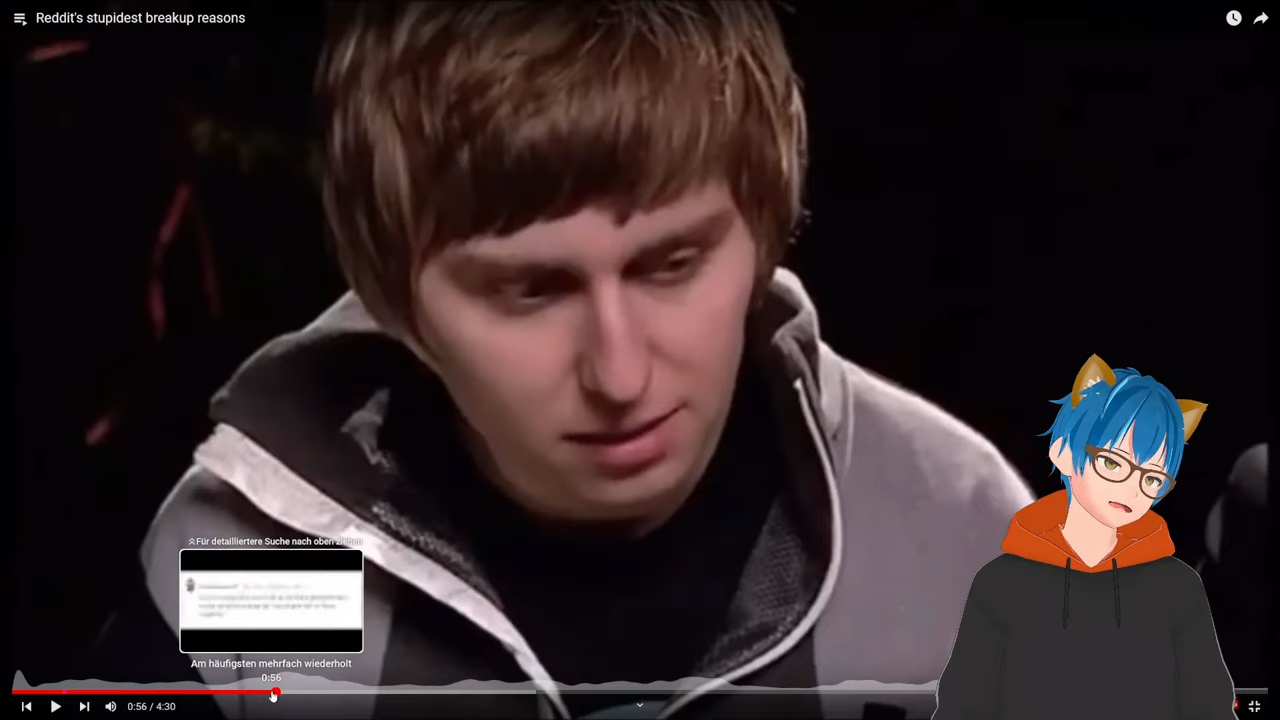 Reddit's stupidest breakup reasons
Für detailliertere Suche nach oben ziehen
Am häufigsten mehrfach wiederholt
0:56
0:56 / 4:30